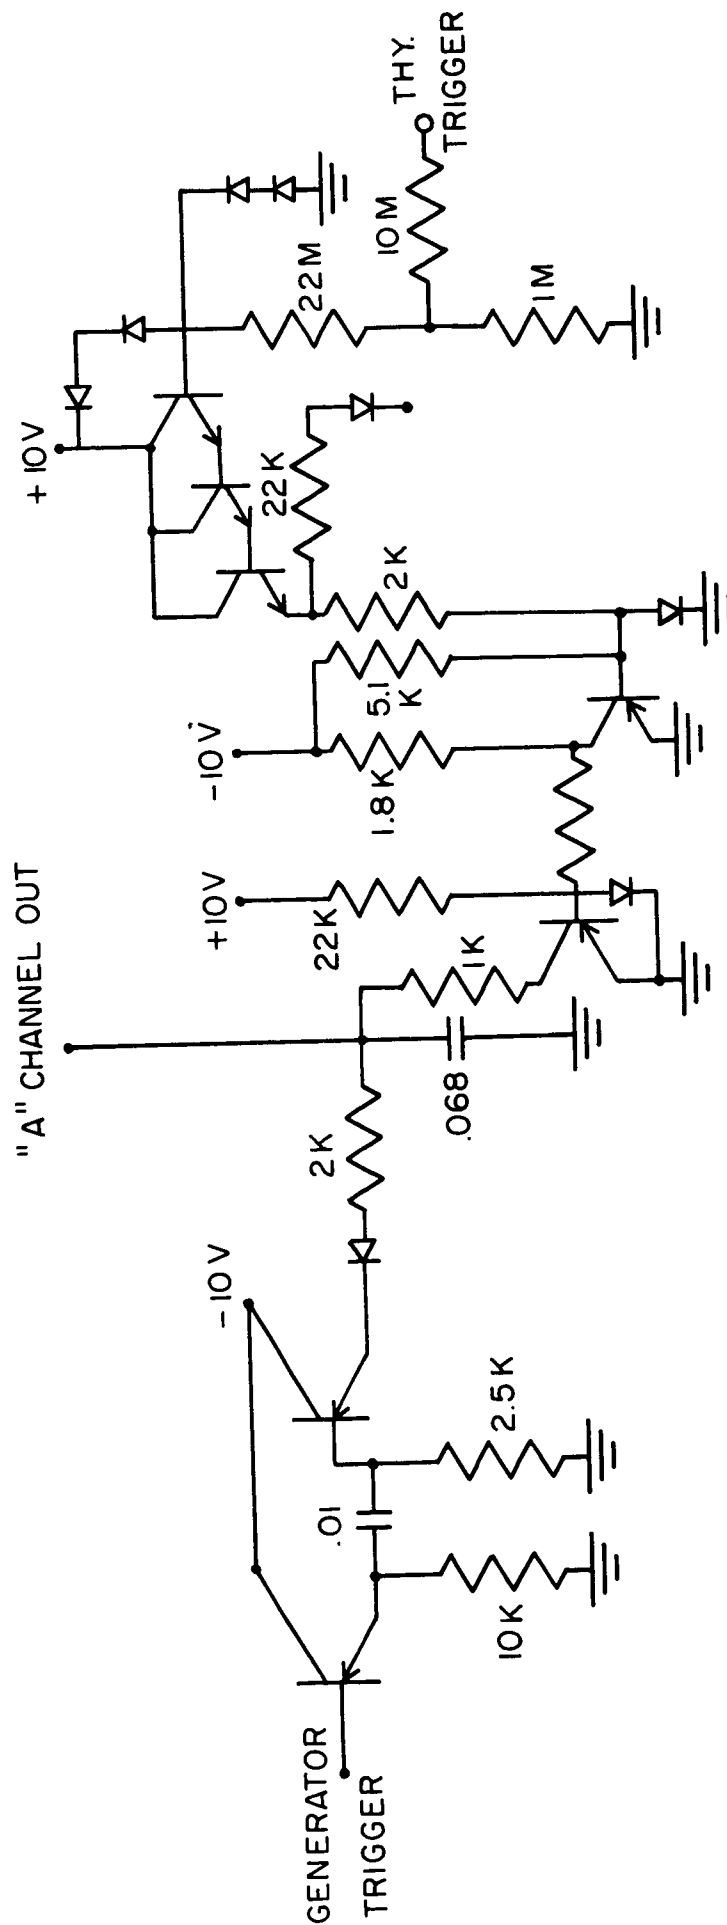 GENERATOR
TRIGGER
10K
.01
2.5K
-10V
2K
"A" CHANNEL OUT
.068
1K
22K
+10V
1.8K
-10V
5.1
K
2K
22K
+10V
22M
1M
10M
THY.
TRIGGER